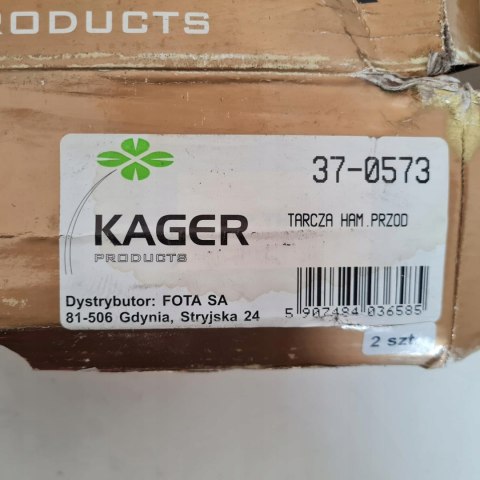 PRODUCTS
37-0573
TARCZA HAM.PRZOD
KAGER
PRODUCTS
Dystrybutor: FOTA SA
81-506 Gdynia, Stryjska 24
5 907484 036585
2 szt